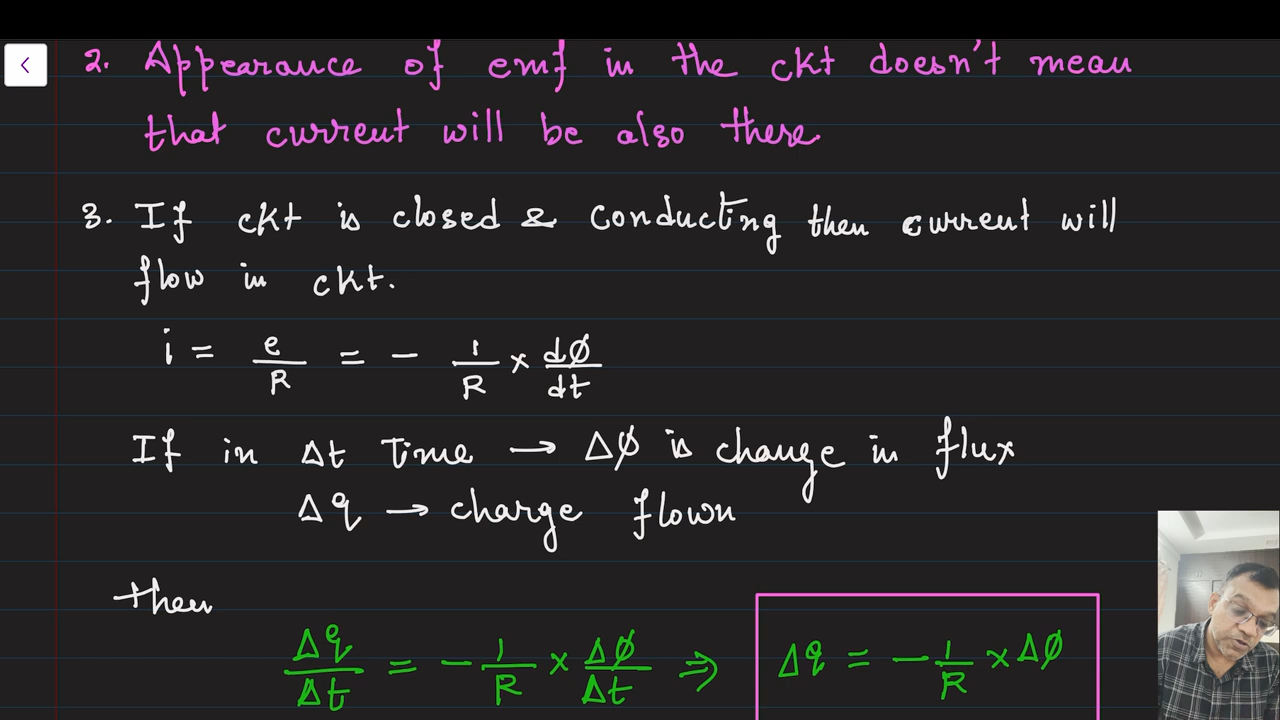 2. Appearance of emf in the ckt doesn't mean
that current will be also there
3. If ckt is closed & conducting then current will
flow in ckt.
i = e/R = - 1/R × dØ/dt
If in Δt Time → ΔØ is change in flux
Δq → charge flown
then
Δq/Δt = - 1/R × ΔØ/Δt ⇒ Δq = - 1/R × ΔØ